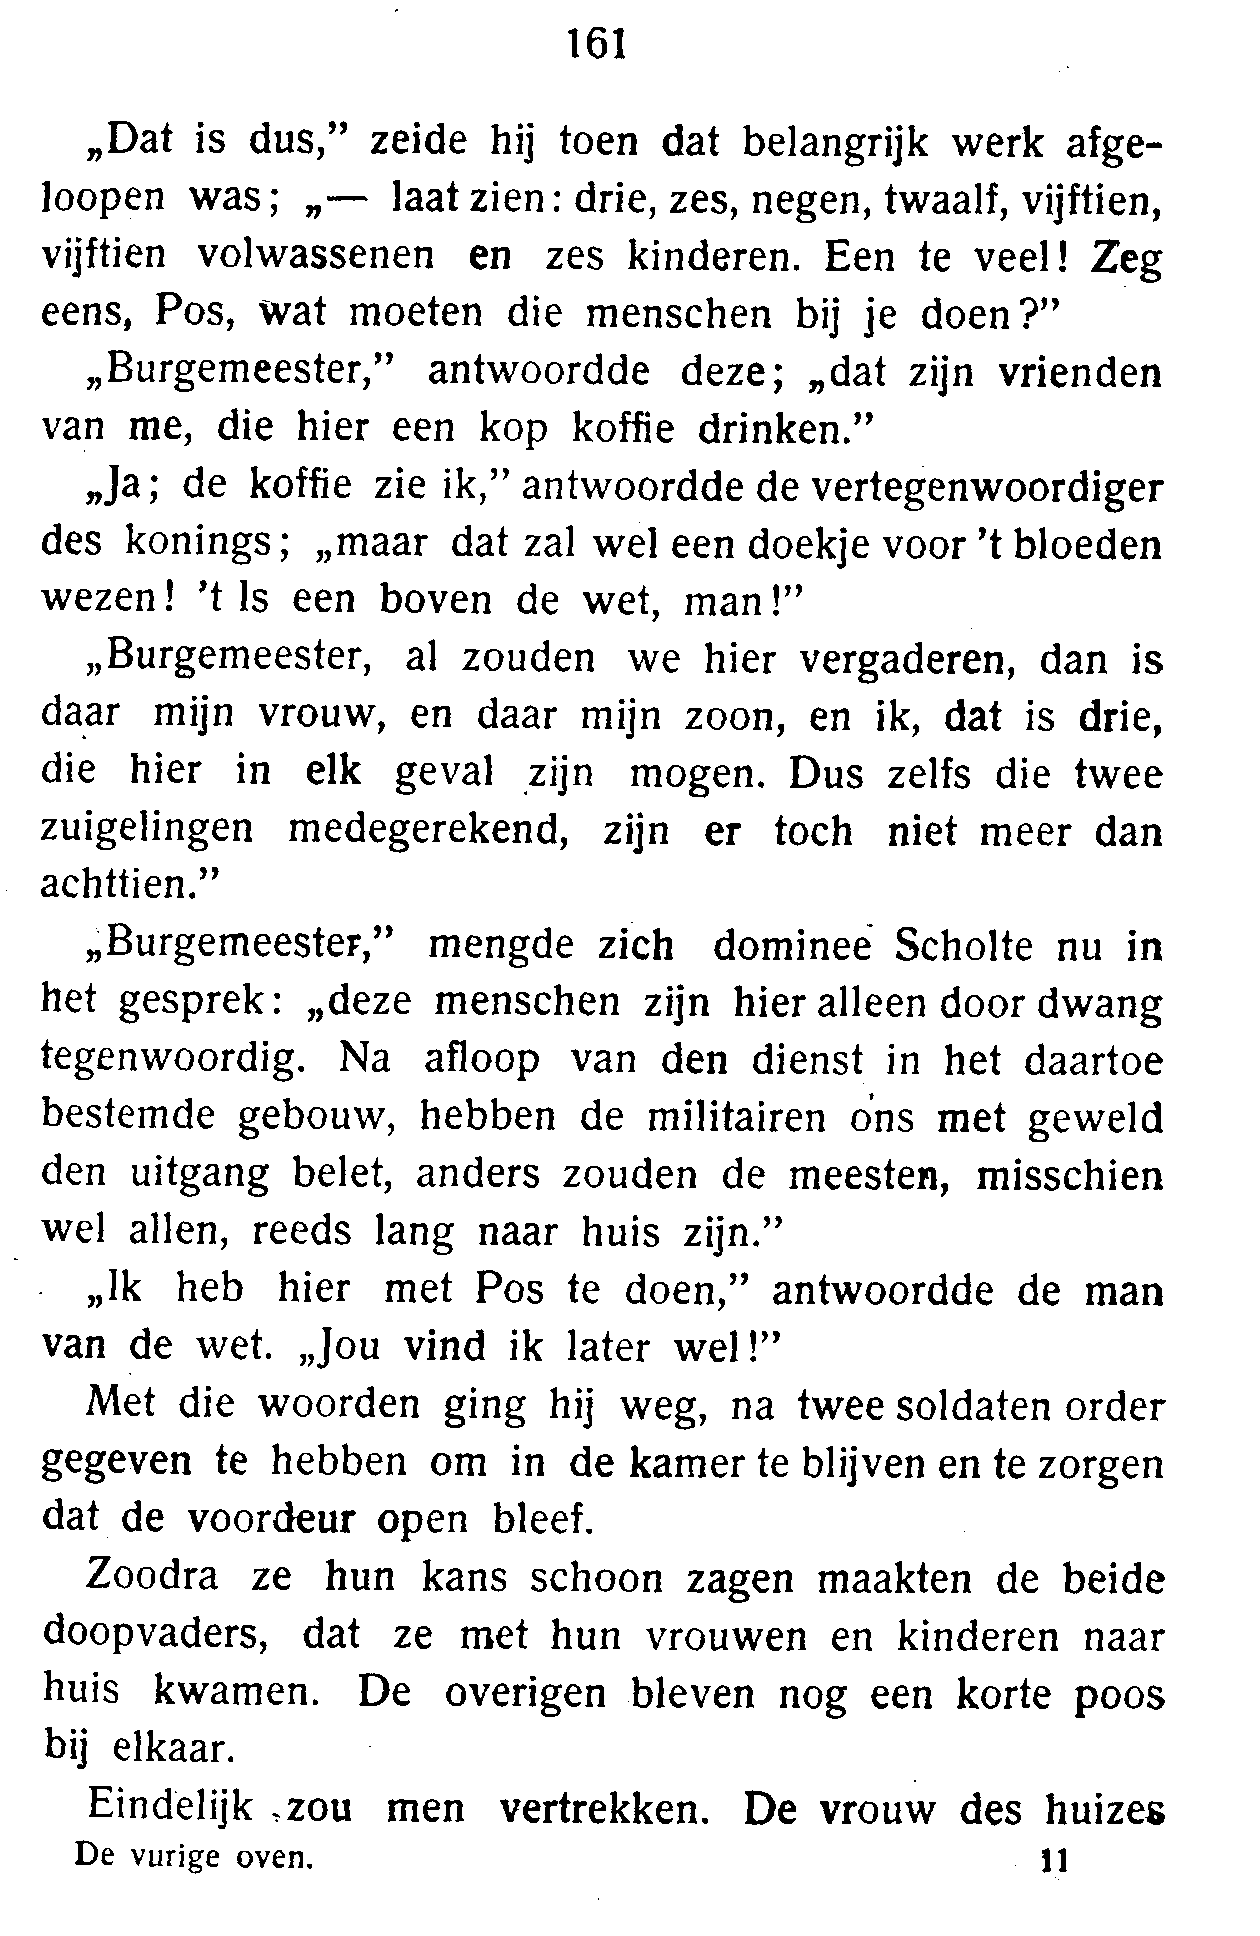 161
„Dat is dus,” zeide hij toen dat belangrijk werk afge-
loopen was; „— laat zien: drie, zes, negen, twaalf, vijftien,
vijftien volwassenen en zes kinderen. Een te veel! Zeg
eens, Pos, wat moeten die menschen bij je doen?”
„Burgemeester,” antwoordde deze; „dat zijn vrienden
van me, die hier een kop koffie drinken.”
„Ja; de koffie zie ik,” antwoordde de vertegenwoordiger
des konings; „maar dat zal wel een doekje voor ’t bloeden
wezen! ’t Is een boven de wet, man!”
„Burgemeester, al zouden we hier vergaderen, dan is
daar mijn vrouw, en daar mijn zoon, en ik, dat is drie,
die hier in elk geval zijn mogen. Dus zelfs die twee
zuigelingen medegerekend, zijn er toch niet meer dan
achttien.”
„Burgemeester,” mengde zich dominee Scholte nu in
het gesprek: „deze menschen zijn hier alleen door dwang
tegenwoordig. Na afloop van den dienst in het daartoe
bestemde gebouw, hebben de militairen ons met geweld
den uitgang belet, anders zouden de meesten, misschien
wel allen, reeds lang naar huis zijn.”
„Ik heb hier met Pos te doen,” antwoordde de man
van de wet. „Jou vind ik later wel!”
Met die woorden ging hij weg, na twee soldaten order
gegeven te hebben om in de kamer te blijven en te zorgen
dat de voordeur open bleef.
Zoodra ze hun kans schoon zagen maakten de beide
doopvaders, dat ze met hun vrouwen en kinderen naar
huis kwamen. De overigen bleven nog een korte poos
bij elkaar.
Eindelijk zou men vertrekken. De vrouw des huizes
De vurige oven. 11